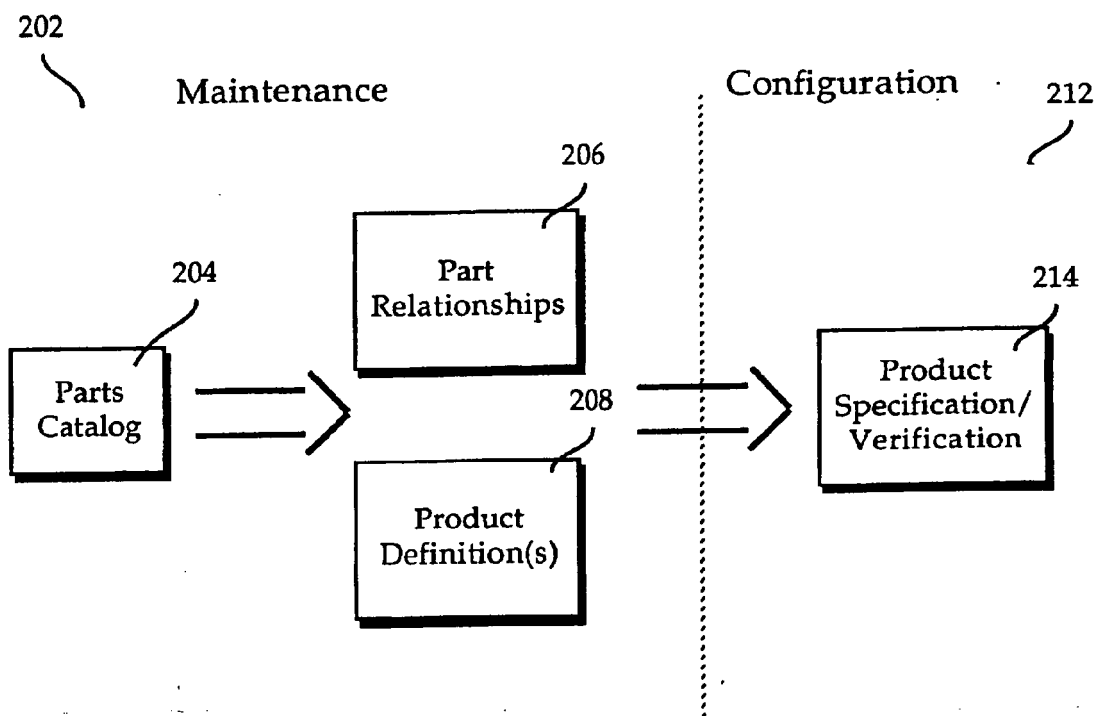 202
Maintenance
Configuration
212
206
Part
Relationships
204
214
Parts
Catalog
208
Product
Specification/
Verification
Product
Definition(s)